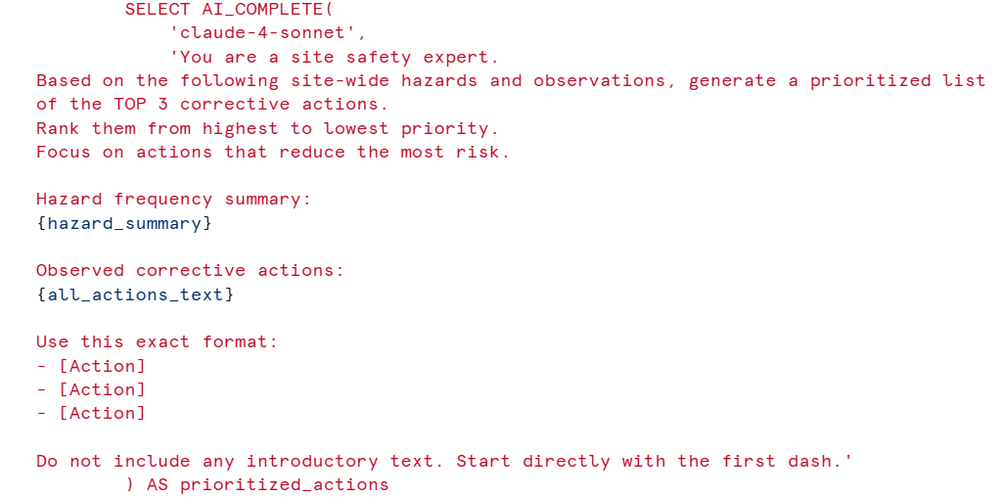 SELECT AI_COMPLETE(
'claude-4-sonnet',
'You are a site safety expert.
Based on the following site-wide hazards and observations, generate a prioritized list
of the TOP 3 corrective actions.
Rank them from highest to lowest priority.
Focus on actions that reduce the most risk.

Hazard frequency summary:
{hazard_summary}

Observed corrective actions:
{all_actions_text}

Use this exact format:
- [Action]
- [Action]
- [Action]

Do not include any introductory text. Start directly with the first dash.'
) AS prioritized_actions